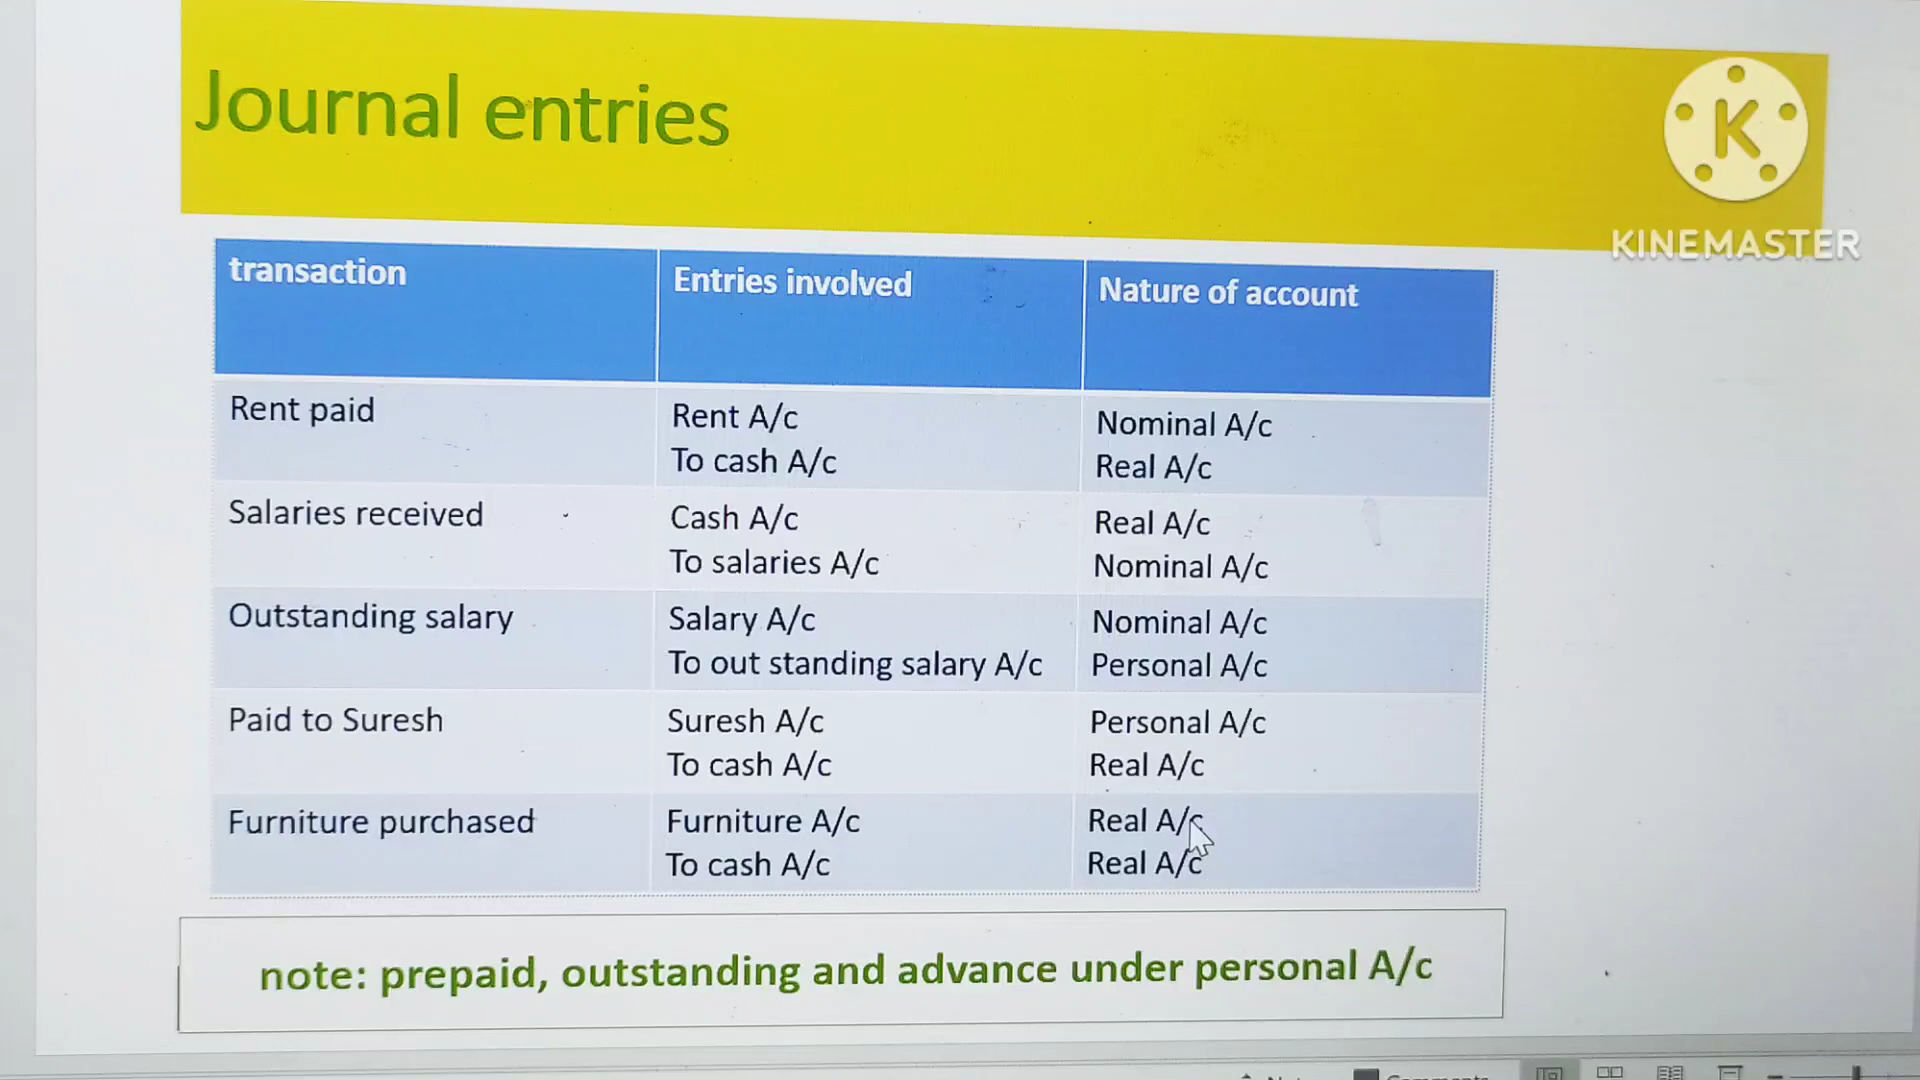 Journal entries
K
KINEMASTER
transaction
Entries involved
Nature of account
Rent paid
Rent A/c
To cash A/c
Nominal A/c
Real A/c
Salaries received
Cash A/c
To salaries A/c
Real A/c
Nominal A/c
Outstanding salary
Salary A/c
To out standing salary A/c
Nominal A/c
Personal A/c
Paid to Suresh
Suresh A/c
To cash A/c
Personal A/c
Real A/c
Furniture purchased
Furniture A/c
To cash A/c
Real A/c
Real A/c
note: prepaid, outstanding and advance under personal A/c